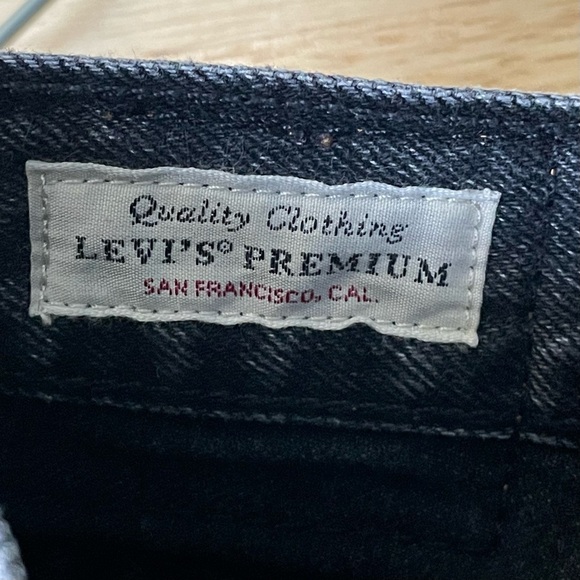 Quality Clothing
LEVI'S® PREMIUM
SAN FRANCISCO, CAL.